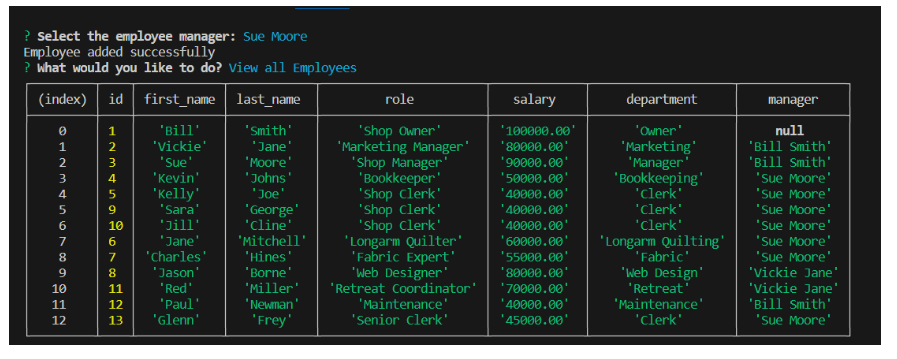 ? Select the employee manager: Sue Moore
Employee added successfully
? What would you like to do? View all Employees
(index) id first_name last_name role salary department manager
0 1 'Bill' 'Smith' 'Shop Owner' '100000.00' 'Owner' null
1 2 'Vickie' 'Jane' 'Marketing Manager' '80000.00' 'Marketing' 'Bill Smith'
2 3 'Sue' 'Moore' 'Shop Manager' '90000.00' 'Manager' 'Bill Smith'
3 4 'Kevin' 'Johns' 'Bookkeeper' '50000.00' 'Bookkeeping' 'Sue Moore'
4 5 'Kelly' 'Joe' 'Shop Clerk' '40000.00' 'Clerk' 'Sue Moore'
5 9 'Sara' 'George' 'Shop Clerk' '40000.00' 'Clerk' 'Sue Moore'
6 10 'Jill' 'Cline' 'Shop Clerk' '40000.00' 'Clerk' 'Sue Moore'
7 6 'Jane' 'Mitchell' 'Longarm Quilter' '60000.00' 'Longarm Quilting' 'Sue Moore'
8 7 'Charles' 'Hines' 'Fabric Expert' '55000.00' 'Fabric' 'Sue Moore'
9 8 'Jason' 'Borne' 'Web Designer' '80000.00' 'Web Design' 'Vickie Jane'
10 11 'Red' 'Miller' 'Retreat Coordinator' '70000.00' 'Retreat' 'Vickie Jane'
11 12 'Paul' 'Newman' 'Maintenance' '40000.00' 'Maintenance' 'Bill Smith'
12 13 'Glenn' 'Frey' 'Senior Clerk' '45000.00' 'Clerk' 'Sue Moore'